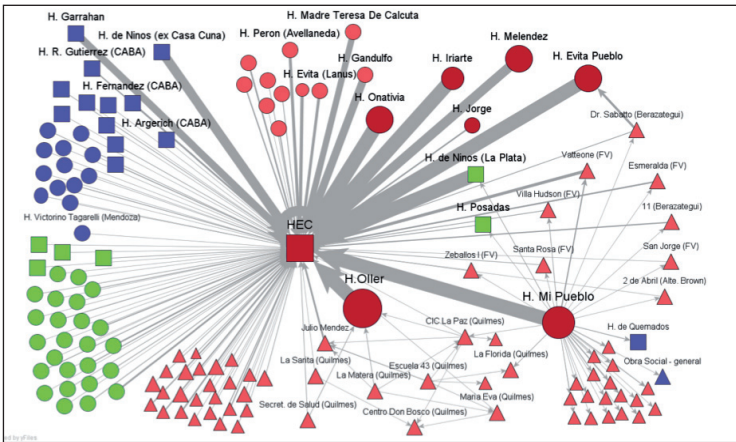 H. Garrahan
H. Madre Teresa De Calcuta
H. de Ninos (ex Casa Cuna)
H. Peron (Avellaneda)
H. Melendez
H. R. Gutierrez (CABA)
H. Gandulfo
H. Iriarte
H. Evita Pueblo
H. Evita (Lanus)
H. Fernandez (CABA)
H. Onativia
H. Jorge
Dr. Sabatto (Berazategui)
H. Argerich (CABA)
H. de Ninos (La Plata)
Vatteone (FV)
Esmeralda (FV)
Villa Hudson (FV)
H. Victorino Tagarelli (Mendoza)
H. Posadas
11 (Berazategui)
HEC
Santa Rosa (FV)
San Jorge (FV)
Zeballos I (FV)
H.Oller
2 de Abril (Alte. Brown)
H. Mi Pueblo
Julio Mendez
CIC La Paz (Quilmes)
H. de Quemados
La Sarita (Quilmes)
Escuela 43 (Quilmes)
La Florida (Quilmes)
Obra Social - general
La Matera (Quilmes)
Maria Eva (Quilmes)
Secret. de Salud (Quilmes)
Centro Don Bosco (Quilmes)
ed by yFiles